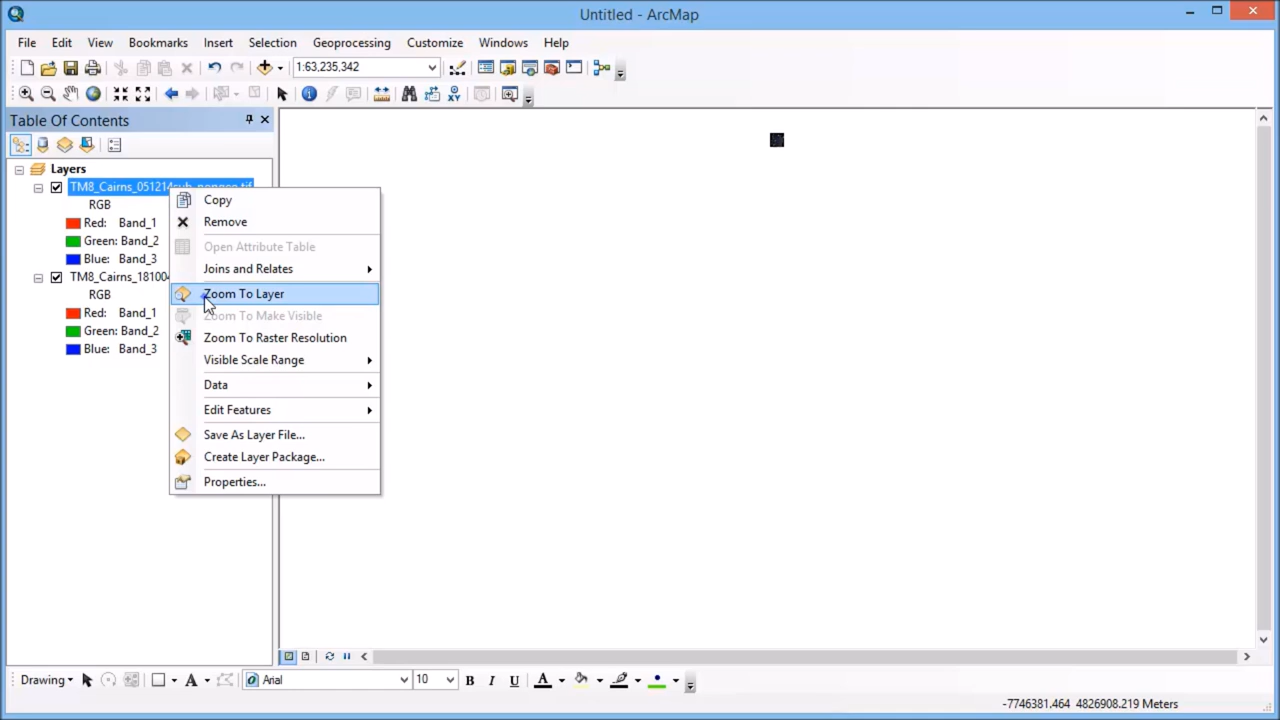 Untitled - ArcMap
File Edit View Bookmarks Insert Selection Geoprocessing Customize Windows Help
1:63,235,342
Table Of Contents
Layers
TM8_Cairns_051214sub_nongeo.tif
RGB
Red: Band_1
Green: Band_2
Blue: Band_3
TM8_Cairns_18100
RGB
Red: Band_1
Green: Band_2
Blue: Band_3
Copy
Remove
Open Attribute Table
Joins and Relates
Zoom To Layer
Zoom To Make Visible
Zoom To Raster Resolution
Visible Scale Range
Data
Edit Features
Save As Layer File...
Create Layer Package...
Properties...
Drawing Arial 10 B I U A
-7746381.464 4826908.219 Meters